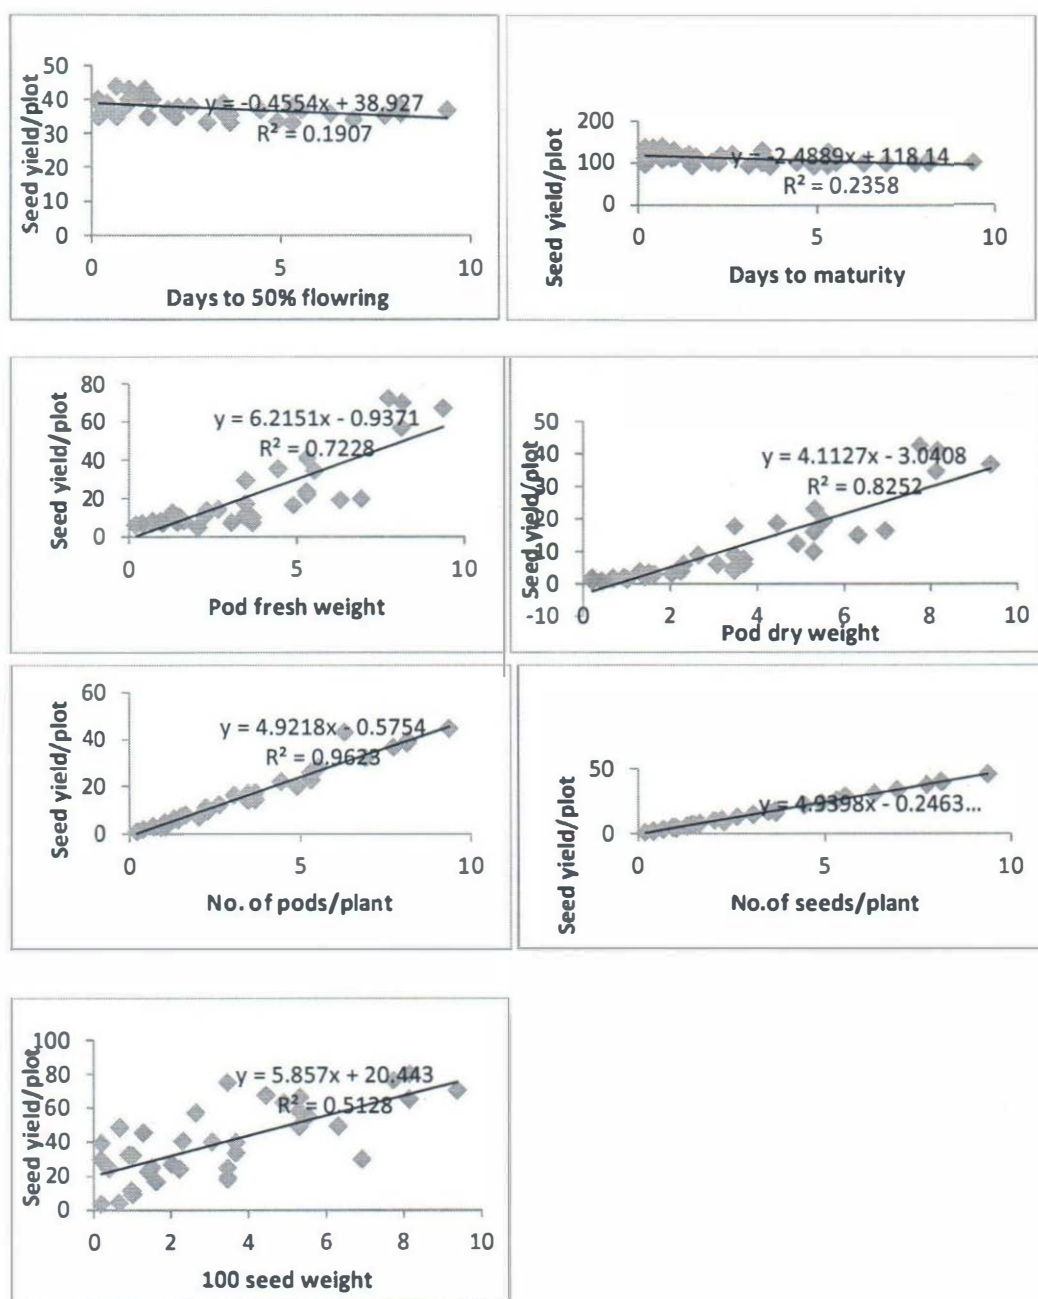 50
40
30
20
10
0
Seed yield/plot
y = -0.4554x + 38.927
R² = 0.1907
0 5 10
Days to 50% flowring
200
100
0
Seed yield/plot
y = -2.4889x + 118.14
R² = 0.2358
0 5 10
Days to maturity
80
60
40
20
0
Seed yield/plot
y = 6.2151x - 0.9371
R² = 0.7228
0 5 10
Pod fresh weight
50
40
30
20
10
0
-10
Seed yield/plot
y = 4.1127x - 3.0408
R² = 0.8252
0 2 4 6 8 10
Pod dry weight
60
40
20
0
Seed yield/plot
y = 4.9218x - 0.5754
R² = 0.9623
0 5 10
No. of pods/plant
50
0
Seed yield/plot
y = 4.9398x - 0.2463...
0 5 10
No.of seeds/plant
100
80
60
40
20
0
Seed yield/plot
y = 5.857x + 20.443
R² = 0.5128
0 2 4 6 8 10
100 seed weight